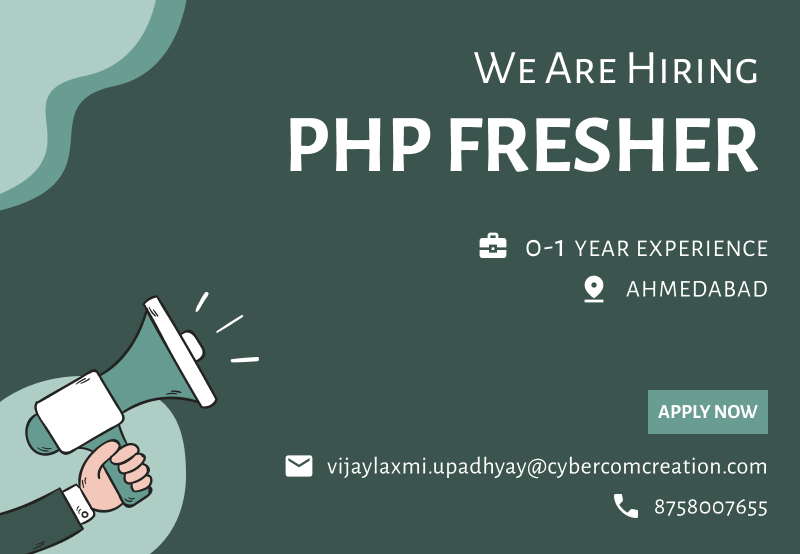 We Are Hiring
PHP FRESHER
0-1 YEAR EXPERIENCE
AHMEDABAD
APPLY NOW
vijaylaxmi.upadhyay@cybercomcreation.com
8758007655